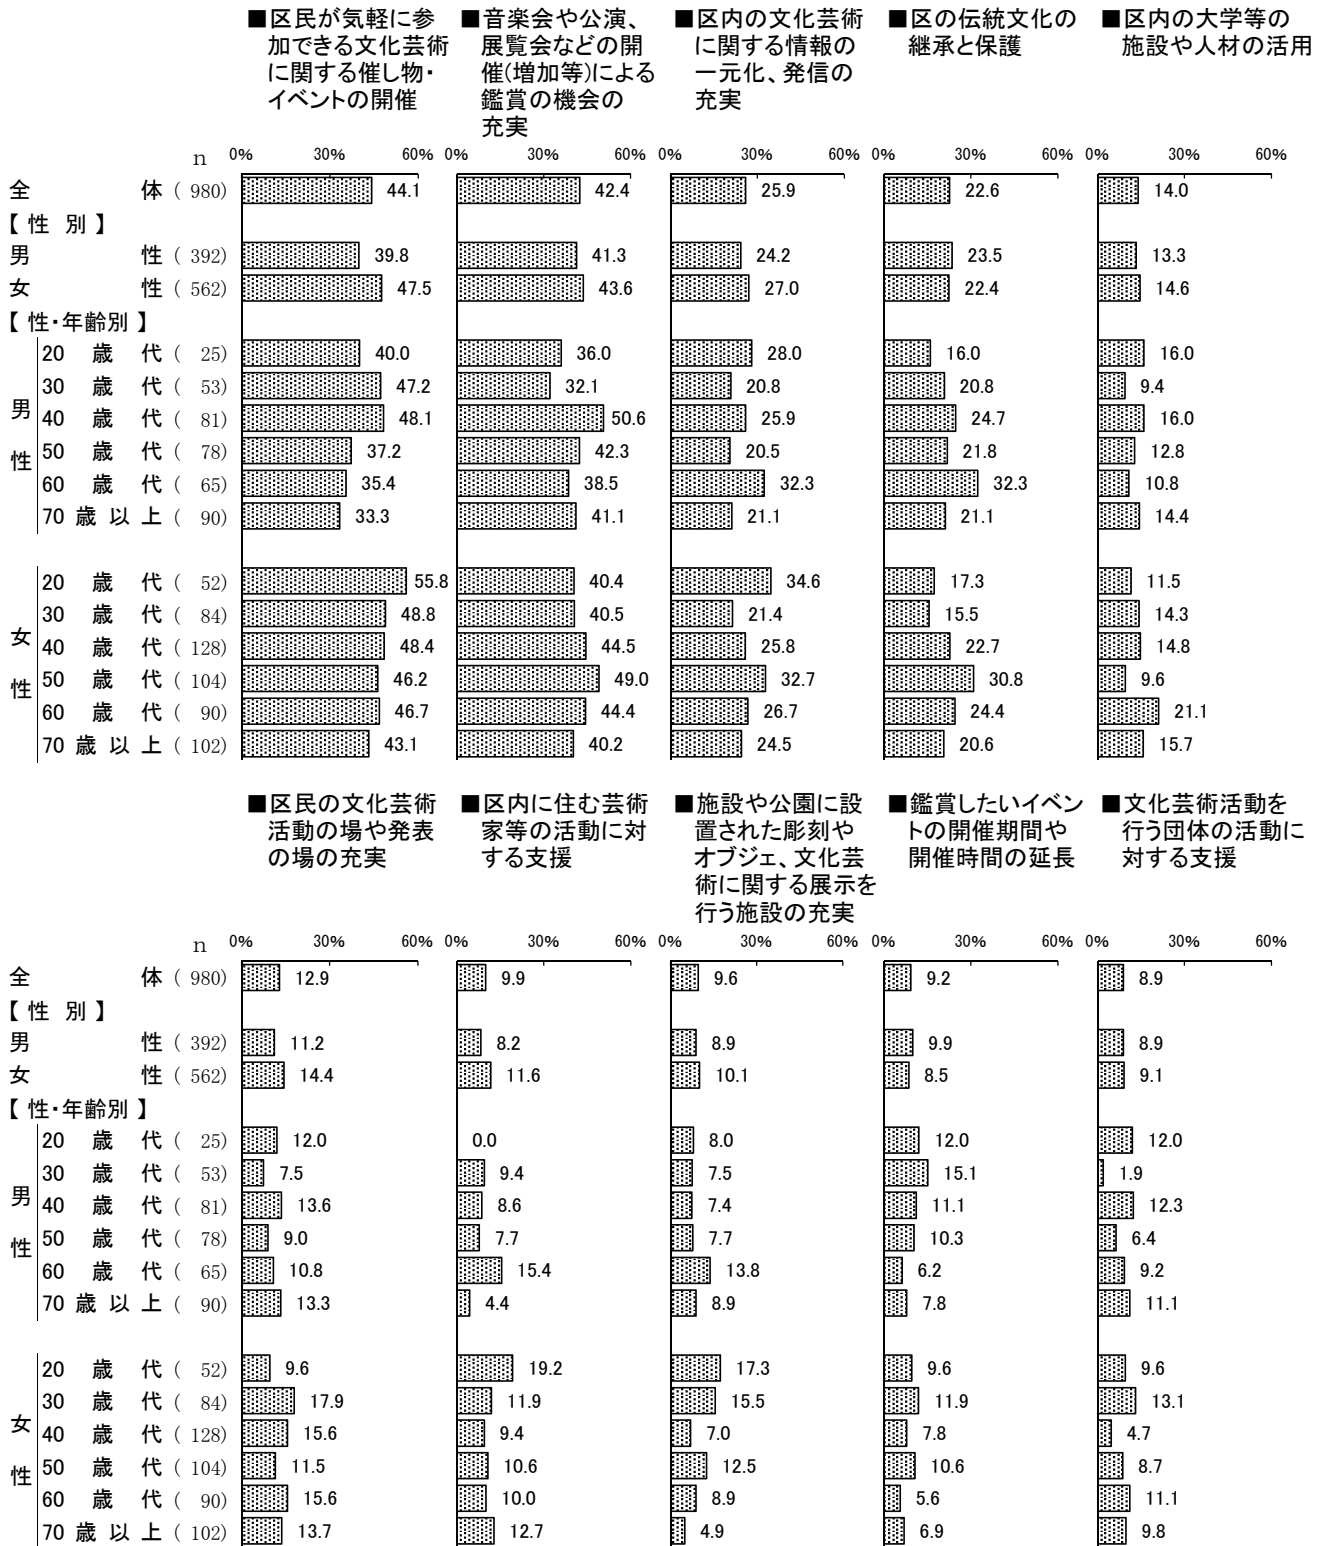 ■区民が気軽に参
加できる文化芸術
に関する催し物・
イベントの開催
■音楽会や公演、
展覧会などの開
催(増加等)による
鑑賞の機会の
充実
■区内の文化芸術
に関する情報の
一元化、発信の
充実
■区の伝統文化の
継承と保護
■区内の大学等の
施設や人材の活用
n 0% 30% 60% 0% 30% 60% 0% 30% 60% 0% 30% 60% 0% 30% 60%
全体 ( 980) 44.1 42.4 25.9 22.6 14.0
【 性 別 】
男性 ( 392) 39.8 41.3 24.2 23.5 13.3
女性 ( 562) 47.5 43.6 27.0 22.4 14.6
【 性・年齢別 】
男性
20 歳 代 ( 25) 40.0 36.0 28.0 16.0 16.0
30 歳 代 ( 53) 47.2 32.1 20.8 20.8 9.4
40 歳 代 ( 81) 48.1 50.6 25.9 24.7 16.0
50 歳 代 ( 78) 37.2 42.3 20.5 21.8 12.8
60 歳 代 ( 65) 35.4 38.5 32.3 32.3 10.8
70 歳 以 上 ( 90) 33.3 41.1 21.1 21.1 14.4
女性
20 歳 代 ( 52) 55.8 40.4 34.6 17.3 11.5
30 歳 代 ( 84) 48.8 40.5 21.4 15.5 14.3
40 歳 代 ( 128) 48.4 44.5 25.8 22.7 14.8
50 歳 代 ( 104) 46.2 49.0 32.7 30.8 9.6
60 歳 代 ( 90) 46.7 44.4 26.7 24.4 21.1
70 歳 以 上 ( 102) 43.1 40.2 24.5 20.6 15.7
■区民の文化芸術
活動の場や発表
の場の充実
■区内に住む芸術
家等の活動に対
する支援
■施設や公園に設
置された彫刻や
オブジェ、文化芸
術に関する展示を
行う施設の充実
■鑑賞したいイベン
トの開催期間や
開催時間の延長
■文化芸術活動を
行う団体の活動に
対する支援
n 0% 30% 60% 0% 30% 60% 0% 30% 60% 0% 30% 60% 0% 30% 60%
全体 ( 980) 12.9 9.9 9.6 9.2 8.9
【 性 別 】
男性 ( 392) 11.2 8.2 8.9 9.9 8.9
女性 ( 562) 14.4 11.6 10.1 8.5 9.1
【 性・年齢別 】
男性
20 歳 代 ( 25) 12.0 0.0 8.0 12.0 12.0
30 歳 代 ( 53) 7.5 9.4 7.5 15.1 1.9
40 歳 代 ( 81) 13.6 8.6 7.4 11.1 12.3
50 歳 代 ( 78) 9.0 7.7 7.7 10.3 6.4
60 歳 代 ( 65) 10.8 15.4 13.8 6.2 9.2
70 歳 以 上 ( 90) 13.3 4.4 8.9 7.8 11.1
女性
20 歳 代 ( 52) 9.6 19.2 17.3 9.6 9.6
30 歳 代 ( 84) 17.9 11.9 15.5 11.9 13.1
40 歳 代 ( 128) 15.6 9.4 7.0 7.8 4.7
50 歳 代 ( 104) 11.5 10.6 12.5 10.6 8.7
60 歳 代 ( 90) 15.6 10.0 8.9 5.6 11.1
70 歳 以 上 ( 102) 13.7 12.7 4.9 6.9 9.8